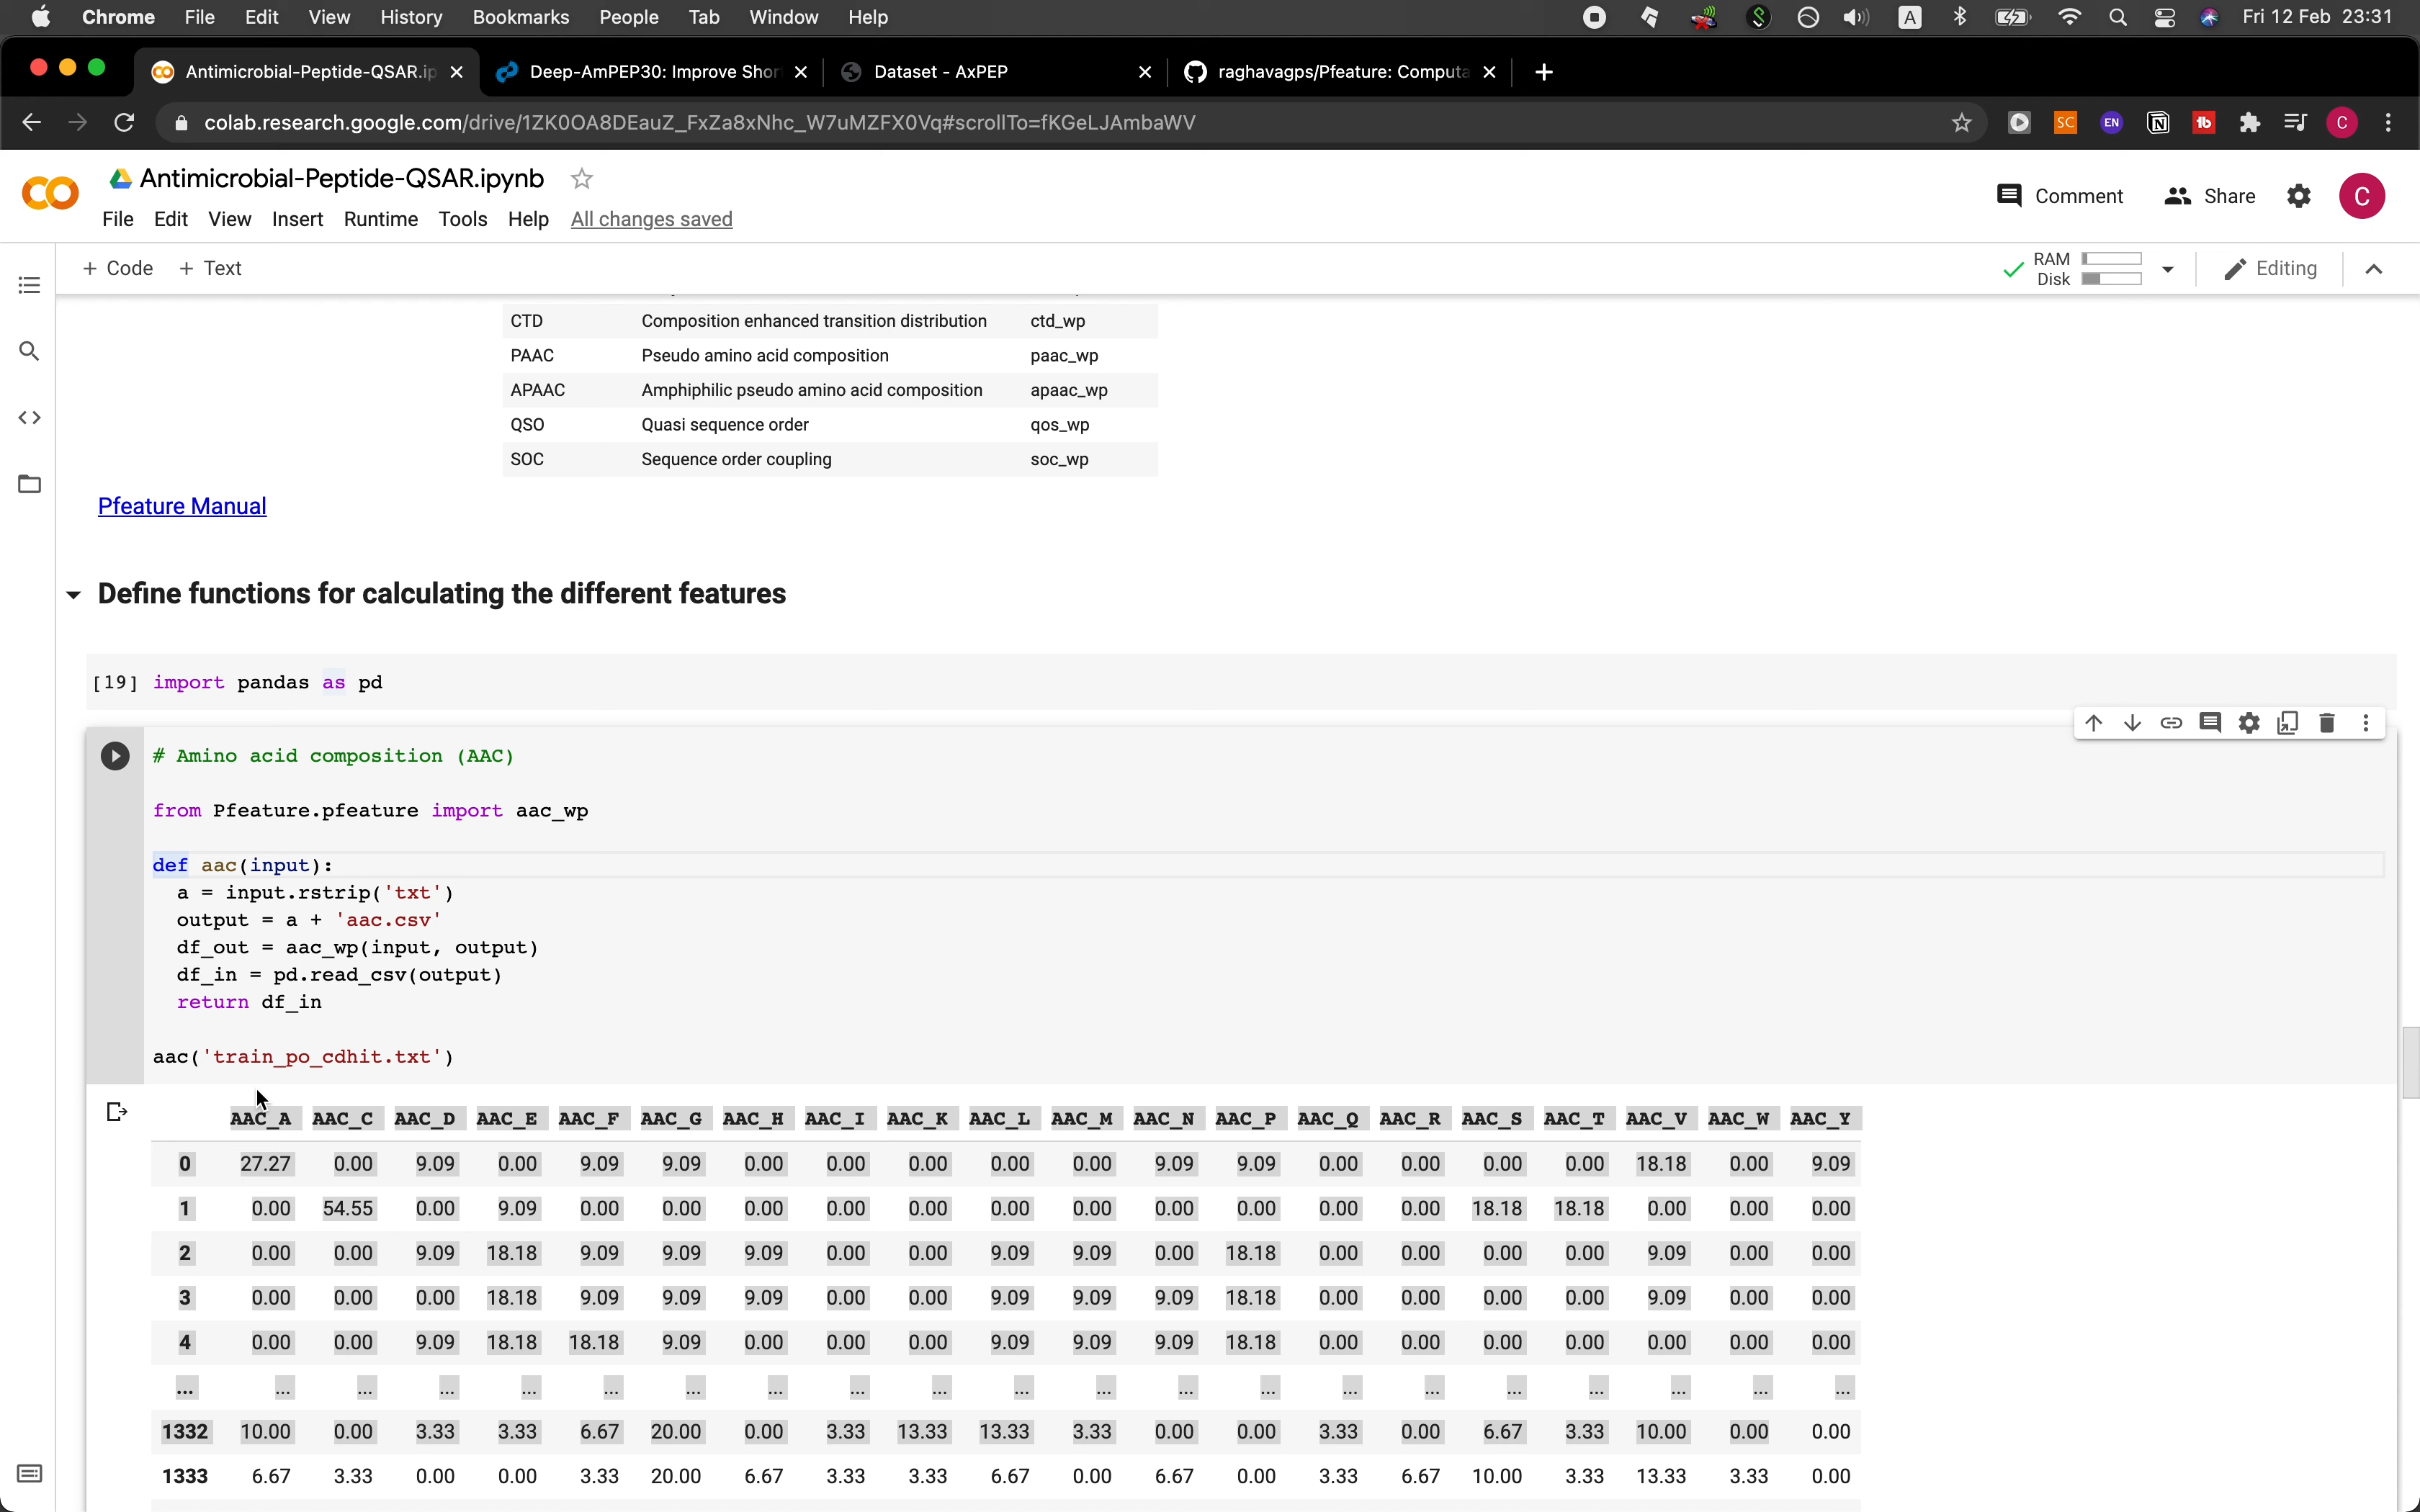 Chrome File Edit View History Bookmarks People Tab Window Help A Fri 12 Feb 23:31
Antimicrobial-Peptide-QSAR.ip Deep-AmPEP30: Improve Shor Dataset - AxPEP raghavagps/Pfeature: Computa
colab.research.google.com/drive/1ZK0OA8DEauZ_FxZa8xNhc_W7uMZFX0Vq#scrollTo=fKGeLJAmbaWV SC EN tb C
Antimicrobial-Peptide-QSAR.ipynb
File Edit View Insert Runtime Tools Help All changes saved
Comment Share C
+ Code + Text
RAM
Disk
Editing
CTD Composition enhanced transition distribution ctd_wp
PAAC Pseudo amino acid composition paac_wp
APAAC Amphiphilic pseudo amino acid composition apaac_wp
QSO Quasi sequence order qos_wp
SOC Sequence order coupling soc_wp
Pfeature Manual
Define functions for calculating the different features
[19] import pandas as pd
# Amino acid composition (AAC)
from Pfeature.pfeature import aac_wp
def aac(input):
a = input.rstrip('txt')
output = a + 'aac.csv'
df_out = aac_wp(input, output)
df_in = pd.read_csv(output)
return df_in
aac('train_po_cdhit.txt')
AAC_A AAC_C AAC_D AAC_E AAC_F AAC_G AAC_H AAC_I AAC_K AAC_L AAC_M AAC_N AAC_P AAC_Q AAC_R AAC_S AAC_T AAC_V AAC_W AAC_Y
0 27.27 0.00 9.09 0.00 9.09 9.09 0.00 0.00 0.00 0.00 0.00 9.09 9.09 0.00 0.00 0.00 0.00 18.18 0.00 9.09
1 0.00 54.55 0.00 9.09 0.00 0.00 0.00 0.00 0.00 0.00 0.00 0.00 0.00 0.00 0.00 18.18 18.18 0.00 0.00 0.00
2 0.00 0.00 9.09 18.18 9.09 9.09 9.09 0.00 0.00 9.09 9.09 0.00 18.18 0.00 0.00 0.00 0.00 9.09 0.00 0.00
3 0.00 0.00 0.00 18.18 9.09 9.09 9.09 0.00 0.00 9.09 9.09 9.09 18.18 0.00 0.00 0.00 0.00 9.09 0.00 0.00
4 0.00 0.00 9.09 18.18 18.18 9.09 0.00 0.00 0.00 9.09 9.09 9.09 18.18 0.00 0.00 0.00 0.00 0.00 0.00 0.00
... ... ... ... ... ... ... ... ... ... ... ... ... ... ... ... ... ... ... ... ...
1332 10.00 0.00 3.33 3.33 6.67 20.00 0.00 3.33 13.33 13.33 3.33 0.00 0.00 3.33 0.00 6.67 3.33 10.00 0.00 0.00
1333 6.67 3.33 0.00 0.00 3.33 20.00 6.67 3.33 3.33 6.67 0.00 6.67 0.00 3.33 6.67 10.00 3.33 13.33 3.33 0.00